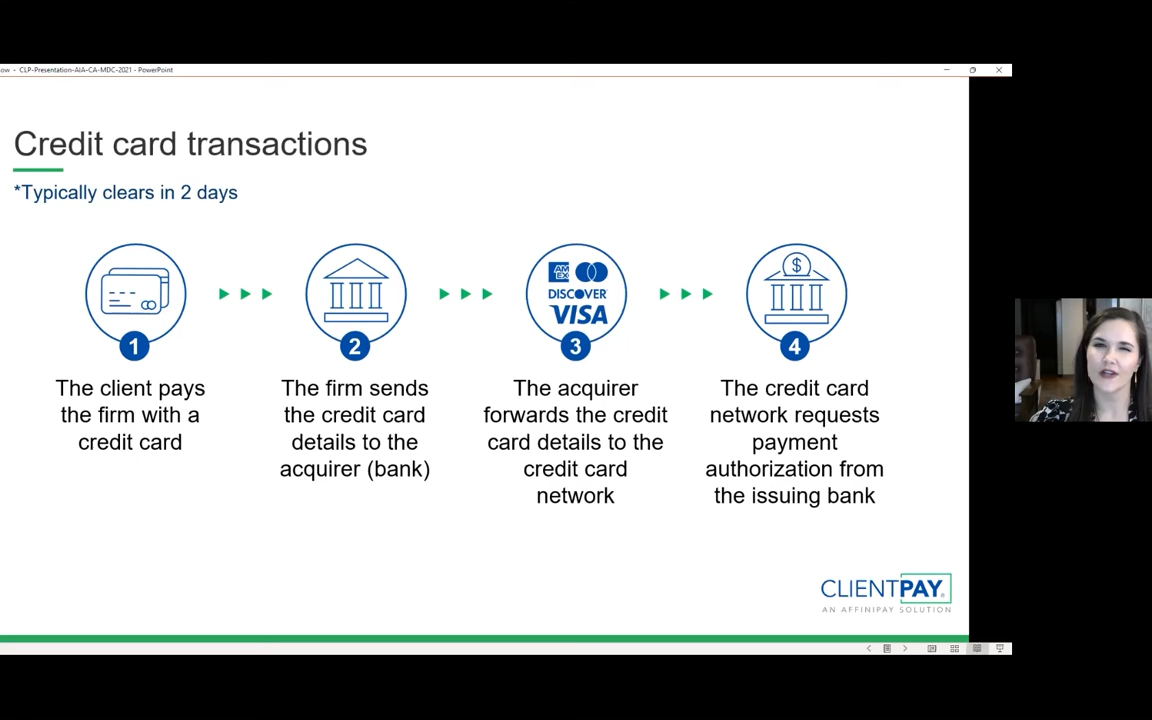 ow - CLP-Presentation-AIA-CA-MDC-2021 - PowerPoint
Credit card transactions
*Typically clears in 2 days
AM
EX
DISCOVER
VISA
$
1
2
3
4
The client pays
the firm with a
credit card
The firm sends
the credit card
details to the
acquirer (bank)
The acquirer
forwards the credit
card details to the
credit card
network
The credit card
network requests
payment
authorization from
the issuing bank
CLIENTPAY®
AN AFFINIPAY SOLUTION